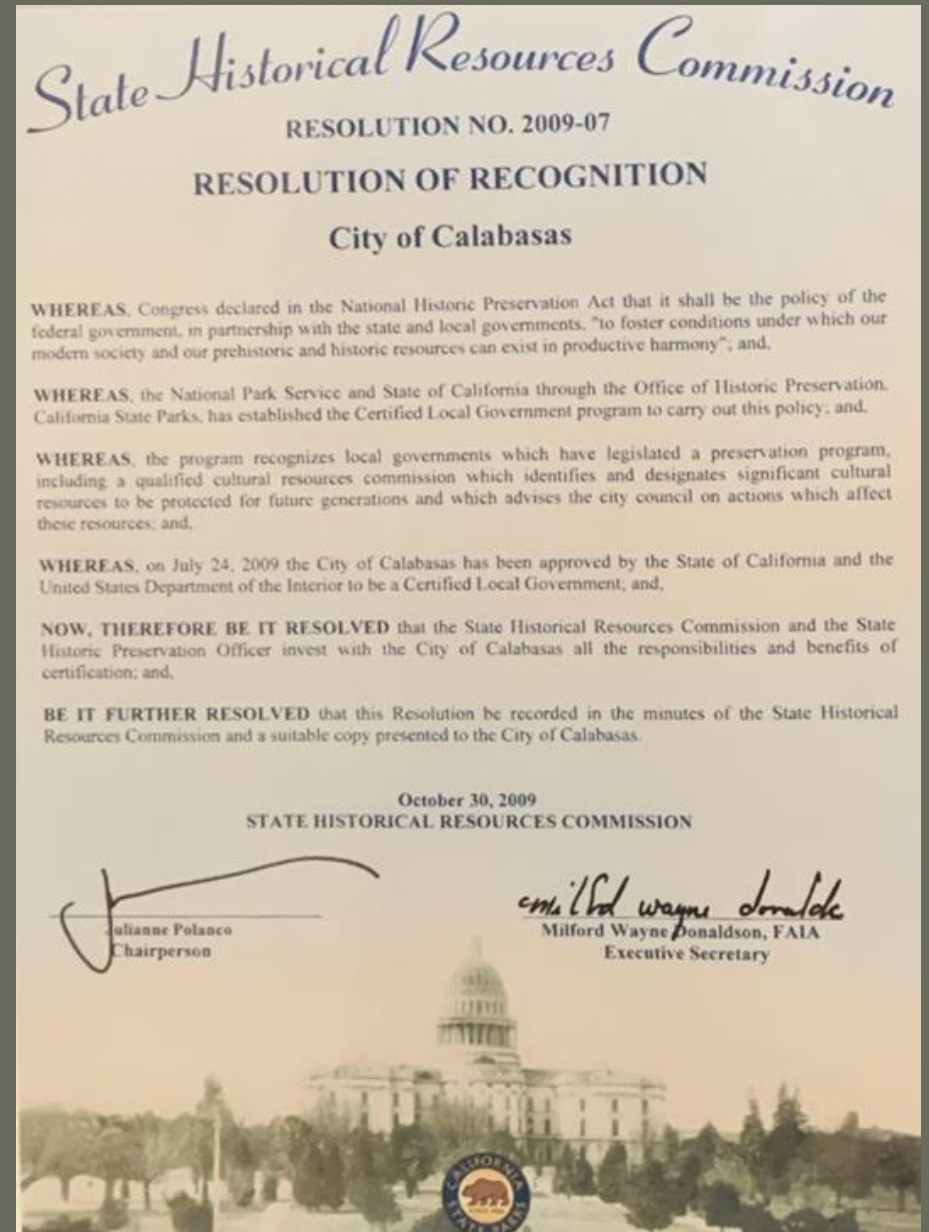 State Historical Resources Commission
RESOLUTION NO. 2009-07
RESOLUTION OF RECOGNITION
City of Calabasas
WHEREAS, Congress declared in the National Historic Preservation Act that it shall be the policy of the
federal government, in partnership with the state and local governments, "to foster conditions under which our
modern society and our prehistoric and historic resources can exist in productive harmony"; and,
WHEREAS, the National Park Service and State of California through the Office of Historic Preservation,
California State Parks, has established the Certified Local Government program to carry out this policy; and,
WHEREAS, the program recognizes local governments which have legislated a preservation program,
including a qualified cultural resources commission which identifies and designates significant cultural
resources to be protected for future generations and which advises the city council on actions which affect
these resources; and,
WHEREAS, on July 24, 2009 the City of Calabasas has been approved by the State of California and the
United States Department of the Interior to be a Certified Local Government; and,
NOW, THEREFORE BE IT RESOLVED that the State Historical Resources Commission and the State
Historic Preservation Officer invest with the City of Calabasas all the responsibilities and benefits of
certification; and,
BE IT FURTHER RESOLVED that this Resolution be recorded in the minutes of the State Historical
Resources Commission and a suitable copy presented to the City of Calabasas.
October 30, 2009
STATE HISTORICAL RESOURCES COMMISSION
milford wayne donaldson
Julianne Polanco
Chairperson
Milford Wayne Donaldson, FAIA
Executive Secretary
CALIFORNIA
STATE PARKS